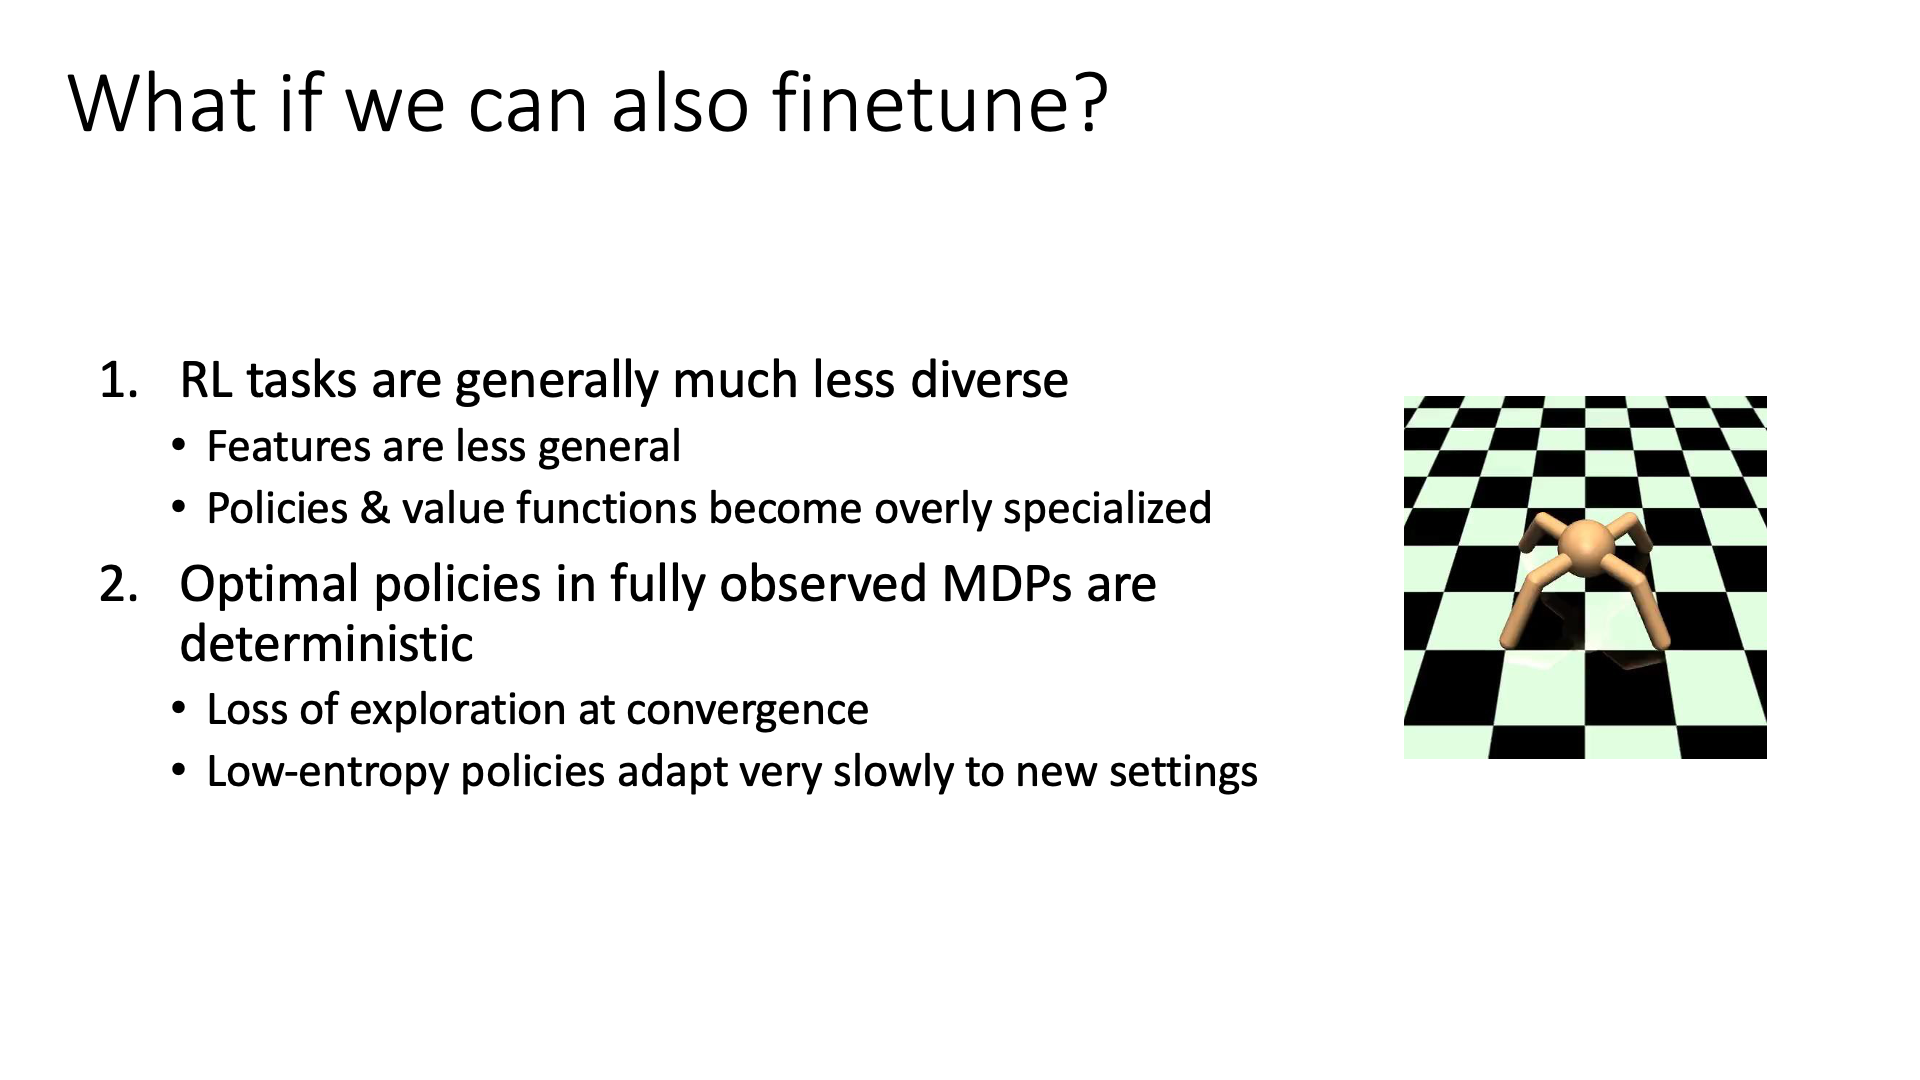 What if we can also finetune?
1. RL tasks are generally much less diverse
• Features are less general
• Policies & value functions become overly specialized
2. Optimal policies in fully observed MDPs are
deterministic
• Loss of exploration at convergence
• Low-entropy policies adapt very slowly to new settings